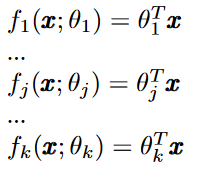 f₁(𝒙; θ₁) = θ₁ᵀ𝒙
...
fⱼ(𝒙; θⱼ) = θⱼᵀ𝒙
...
fₖ(𝒙; θₖ) = θₖᵀ𝒙